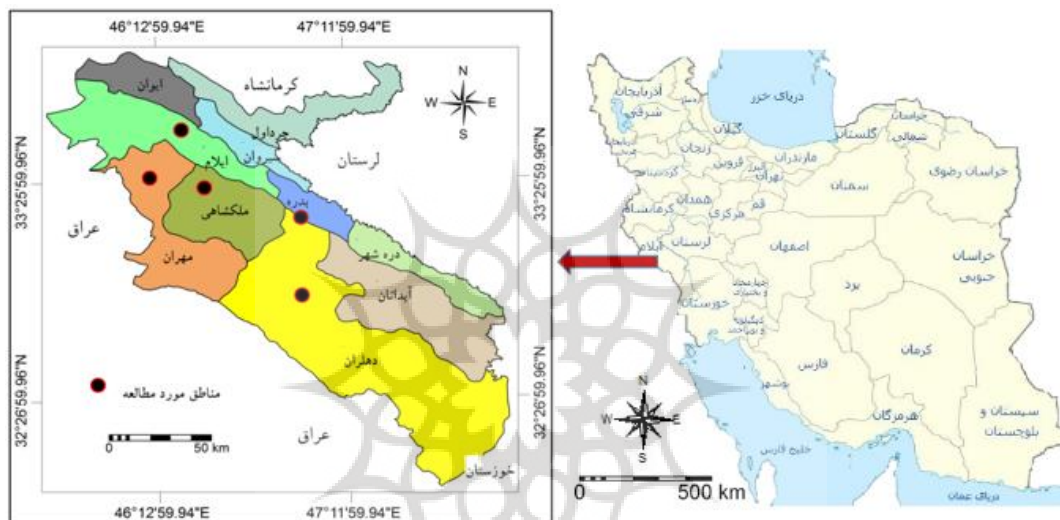 46°12'59.94"E
47°11'59.94"E
33°25'59.96"N
32°26'59.96"N
33°25'59.96"N
32°26'59.96"N
46°12'59.94"E
47°11'59.94"E
N
W
E
S
ایوان
کرمانشاه
چرداول
سیروان
لرستان
ایلام
بدره
ملکشاهی
عراق
مهران
دره شهر
آبدانان
دهلران
مناطق مورد مطالعه
0
50 km
عراق
خوزستان
دریای خزر
آذربایجان
شرقی
گیلان
زنجان
قزوین
مازندران
تهران
گلستان
خراسان
شمالی
خراسان رضوی
سمنان
همدان
قم
مرکزی
کرمانشاه
لرستان
ایلام
اصفهان
خراسان
جنوبی
یزد
خوزستان
کرمان
فارس
بوشهر
هرمزگان
سیستان و
بلوچستان
خلیج فارس
دریای عمان
N
W
E
S
0
500 km